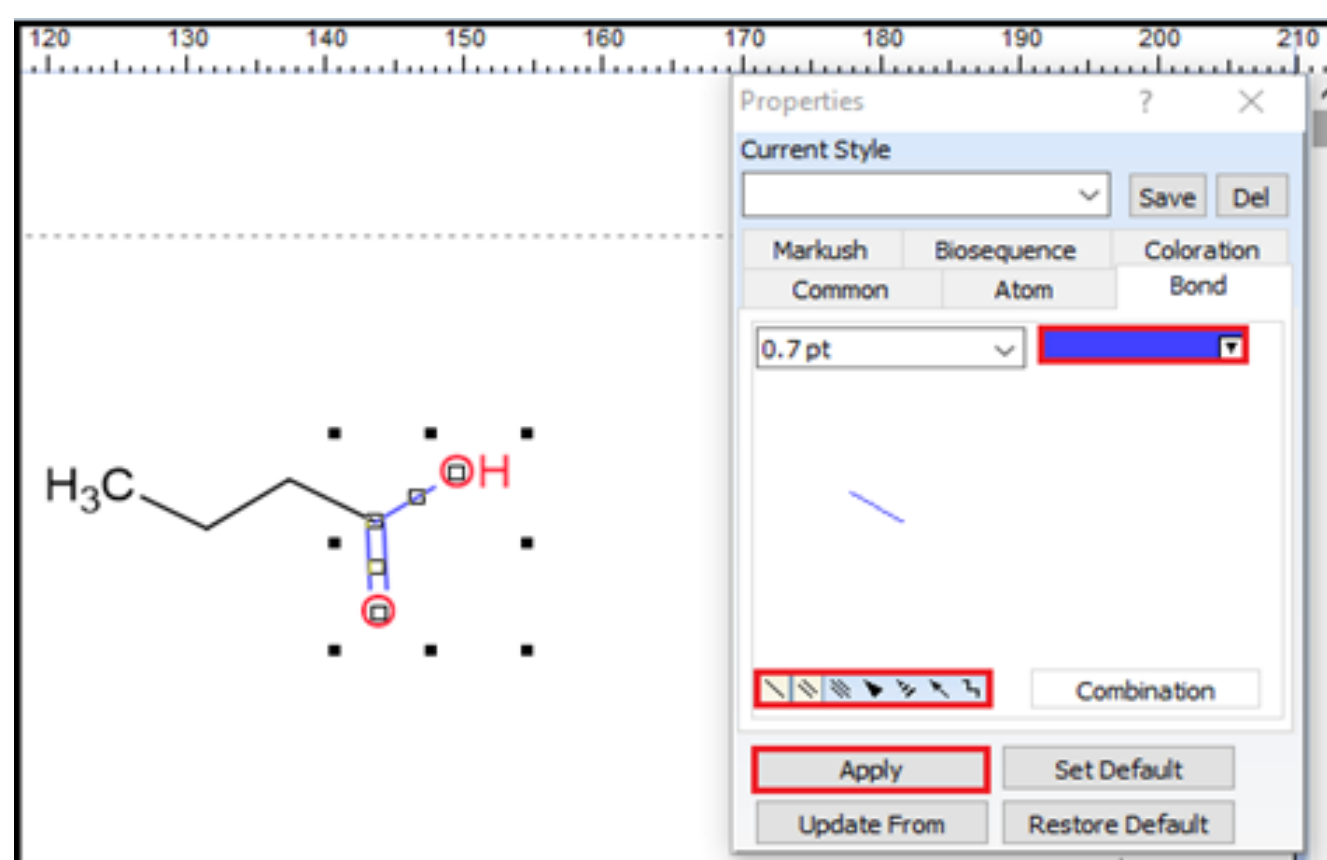 120 130 140 150 160 170 180 190 200 210
Properties ? ×
Current Style
Save Del
Markush Biosequence Coloration
Common Atom Bond
0.7 pt
H₃C OH
O
Combination
Apply Set Default
Update From Restore Default